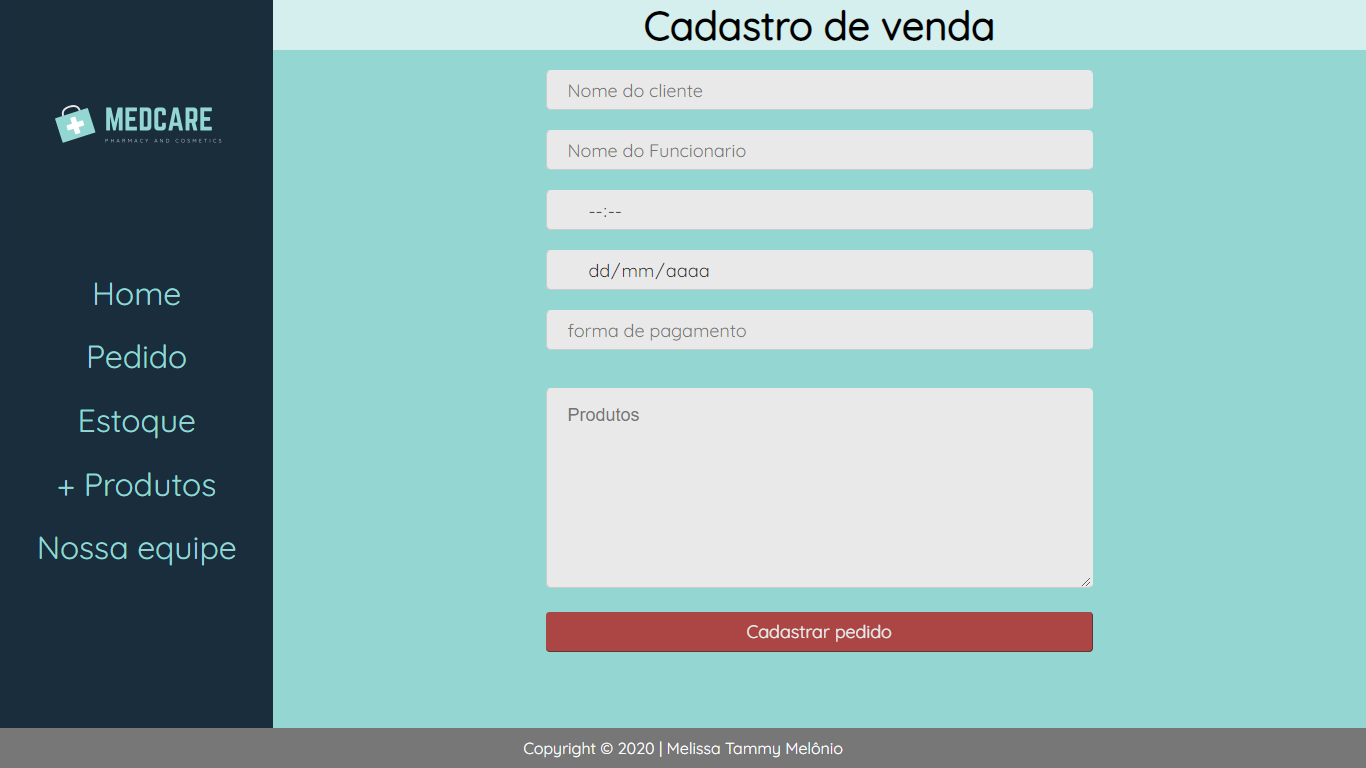 MEDCARE
PHARMACY AND COSMETICS
Home
Pedido
Estoque
+ Produtos
Nossa equipe
Cadastro de venda
Nome do cliente
Nome do Funcionario
--:--
dd/mm/aaaa
forma de pagamento
Produtos
Cadastrar pedido
Copyright © 2020 | Melissa Tammy Melônio